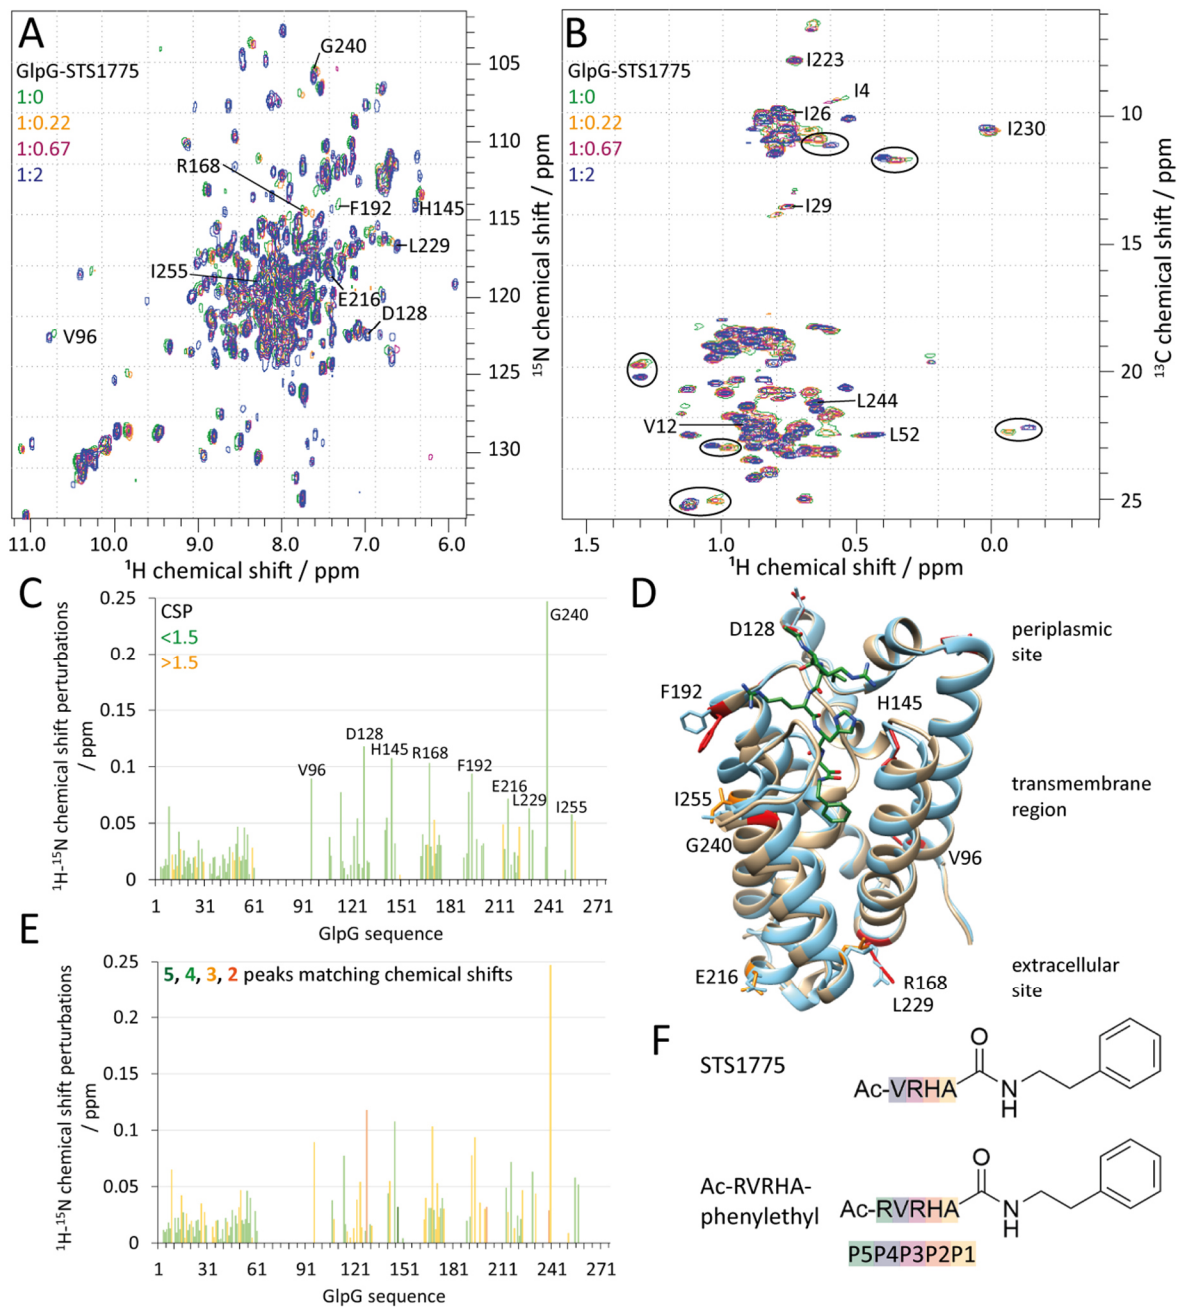 A
GlpG-STS1775
1:0
1:0.22
1:0.67
1:2
G240
R168
F192
H145
L229
I255
E216
D128
V96
105
110
115
120
125
130
¹⁵N chemical shift / ppm
11.0 10.0 9.0 8.0 7.0 6.0
¹H chemical shift / ppm
B
GlpG-STS1775
1:0
1:0.22
1:0.67
1:2
I223
I4
I26
I230
I29
L244
V12
L52
10
15
20
25
¹³C chemical shift / ppm
1.5 1.0 0.5 0.0
¹H chemical shift / ppm
C
¹H-¹⁵N chemical shift perturbations
/ ppm
0.25
0.2
0.15
0.1
0.05
0
CSP
<1.5
>1.5
G240
D128
H145
R168
V96
F192
E216
L229
I255
1 31 61 91 121 151 181 211 241 271
GlpG sequence
D
D128
periplasmic
site
F192
H145
I255
transmembrane
region
G240
V96
E216
R168
L229
extracellular
site
E
¹H-¹⁵N chemical shift perturbations
/ ppm
0.25
0.2
0.15
0.1
0.05
0
5, 4, 3, 2 peaks matching chemical shifts
1 31 61 91 121 151 181 211 241 271
GlpG sequence
F
STS1775
Ac-VRHA
O
N
H
Ac-RVRHA-
phenylethyl
Ac-RVRHA
O
N
H
P5P4P3P2P1